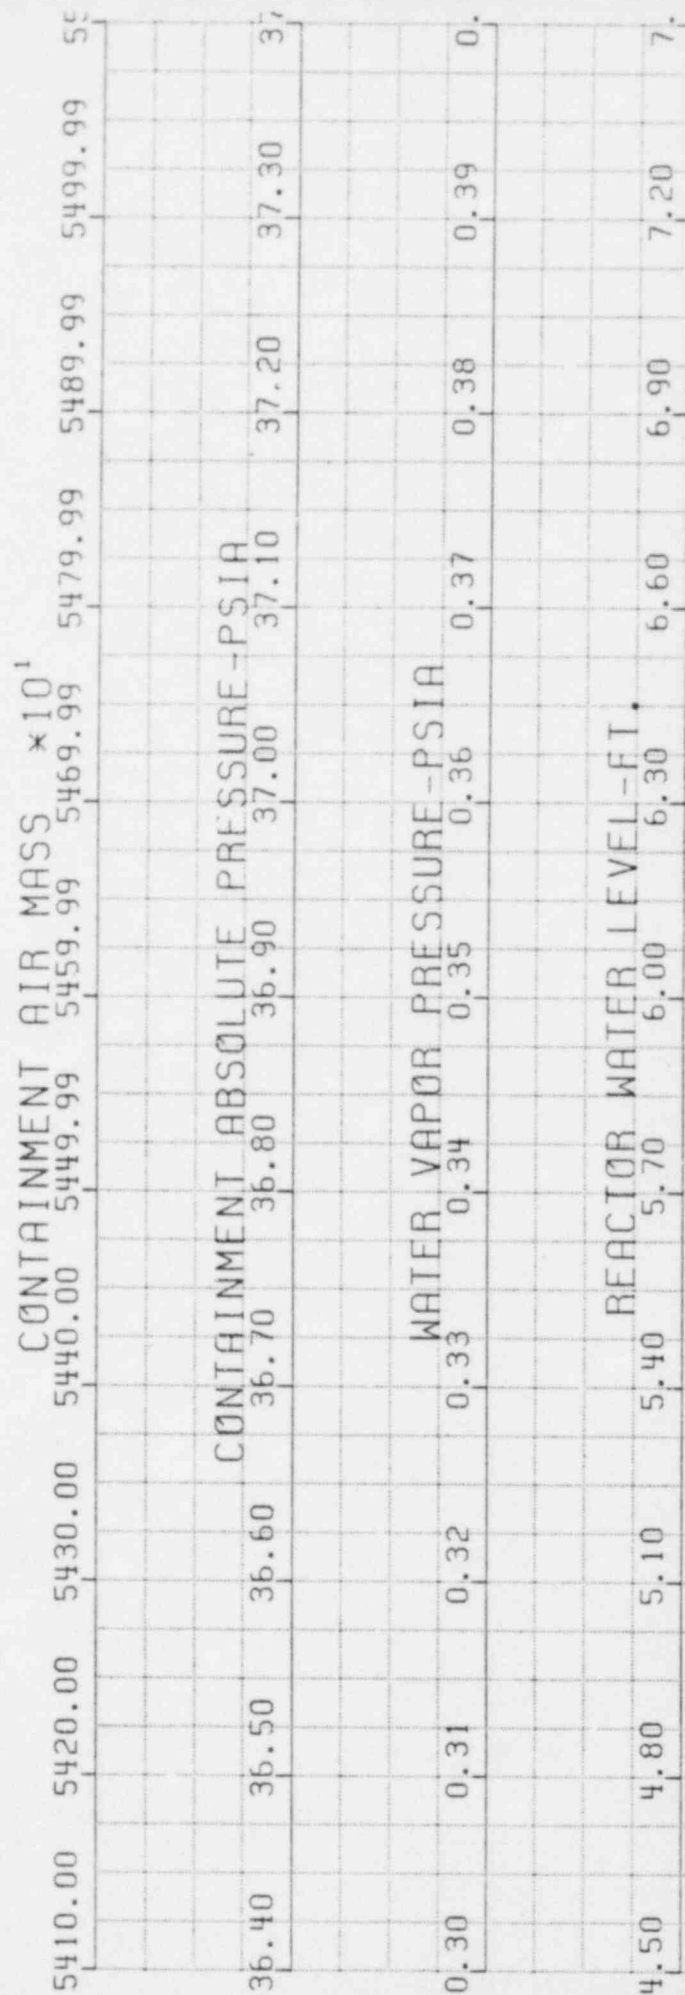 CONTAINMENT AIR MASS *10¹
5410.00 5420.00 5430.00 5440.00 5449.99 5459.99 5469.99 5479.99 5489.99 5499.99
CONTAINMENT ABSOLUTE PRESSURE-PSIA
36.40 36.50 36.60 36.70 36.80 36.90 37.00 37.10 37.20 37.30 37
WATER VAPOR PRESSURE-PSIA
0.30 0.31 0.32 0.33 0.34 0.35 0.36 0.37 0.38 0.39 0.
REACTOR WATER LEVEL-FT.
4.50 4.80 5.10 5.40 5.70 6.00 6.30 6.60 6.90 7.20 7.